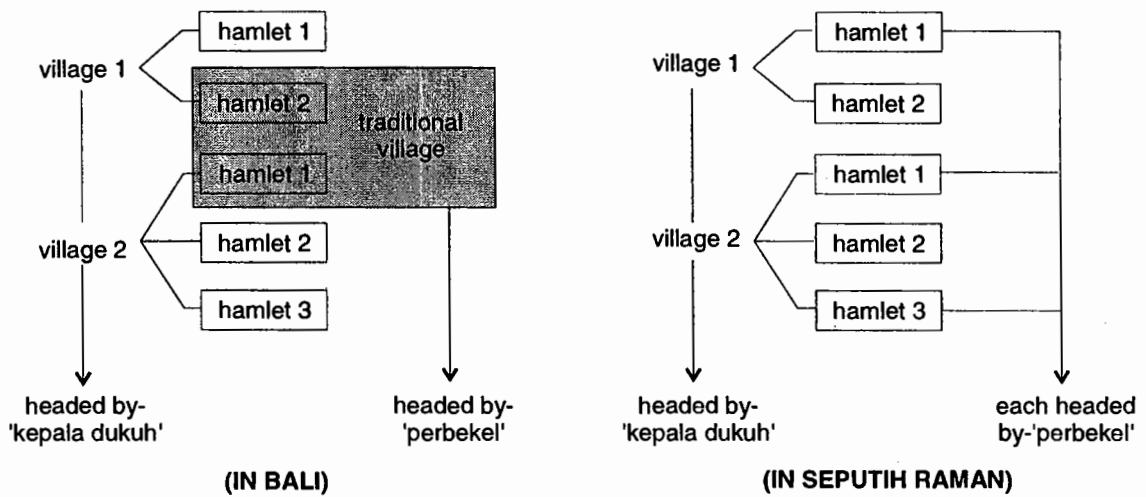 village 1
hamlet 1
hamlet 2
traditional
village
village 2
hamlet 1
hamlet 2
hamlet 3
headed by-
'kepala dukuh'
headed by-
'perbekel'
(IN BALI)
village 1
hamlet 1
hamlet 2
village 2
hamlet 1
hamlet 2
hamlet 3
headed by-
'kepala dukuh'
each headed
by-'perbekel'
(IN SEPUTIH RAMAN)